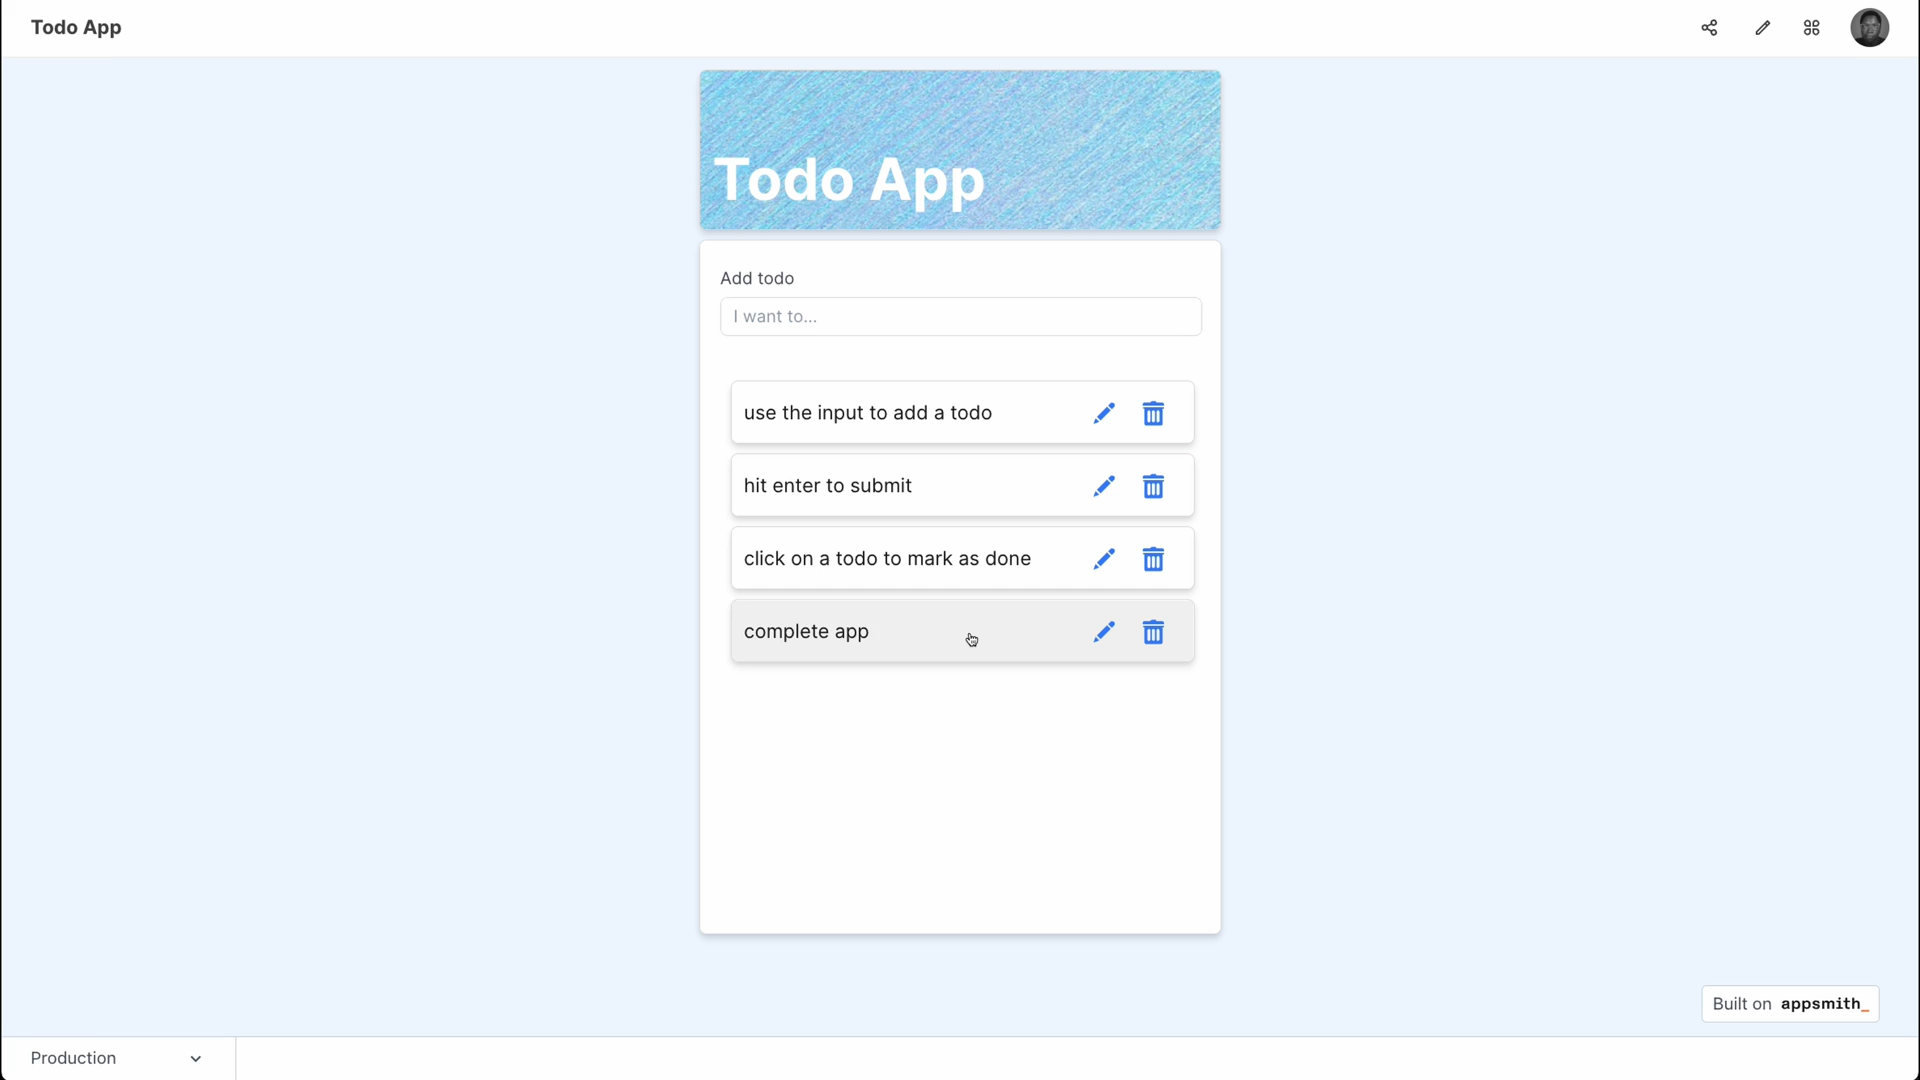 Todo App
Todo App
Add todo
I want to...
use the input to add a todo
hit enter to submit
click on a todo to mark as done
complete app
Built on appsmith_
Production